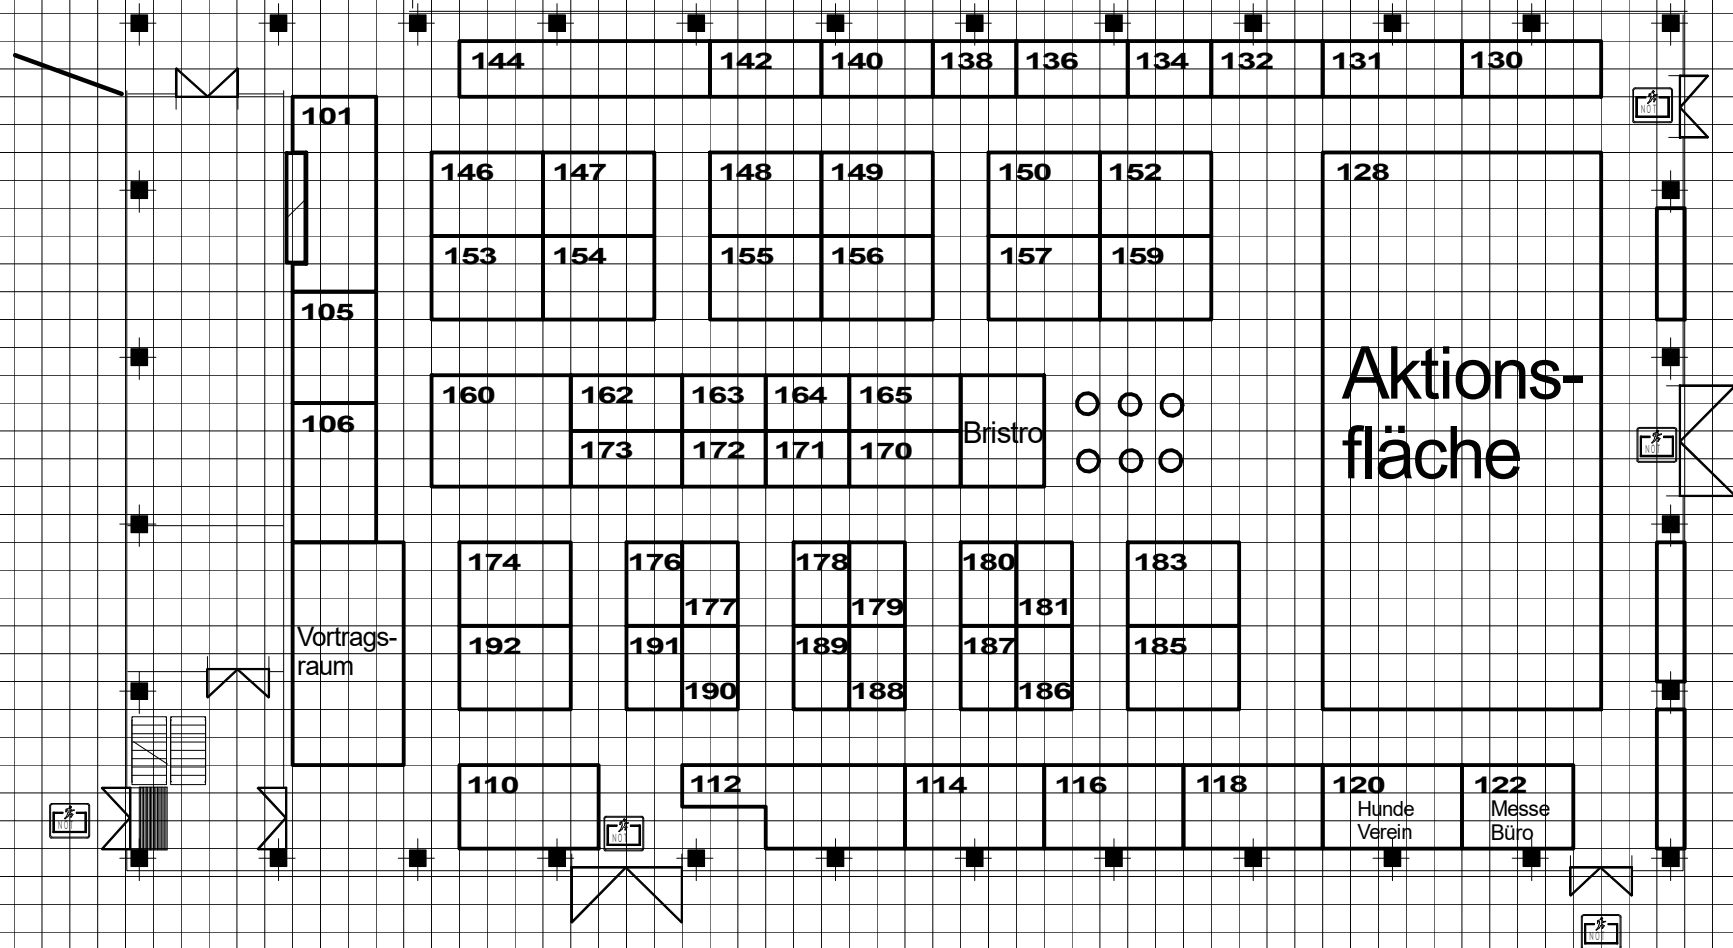 144 142 140 138 136 134 132 131 130
101
NOT
146 147 148 149 150 152 128
153 154 155 156 157 159
105
160 162 163 164 165
Aktions-
fläche
106
Bristro
173 172 171 170
NOT
174 176 178 180 183
177 179 181
Vortrags-
raum
192 191 189 187 185
190 188 186
110 112 114 116 118 120 122
Hunde
Verein
Messe
Büro
NOT
NOT
NOT